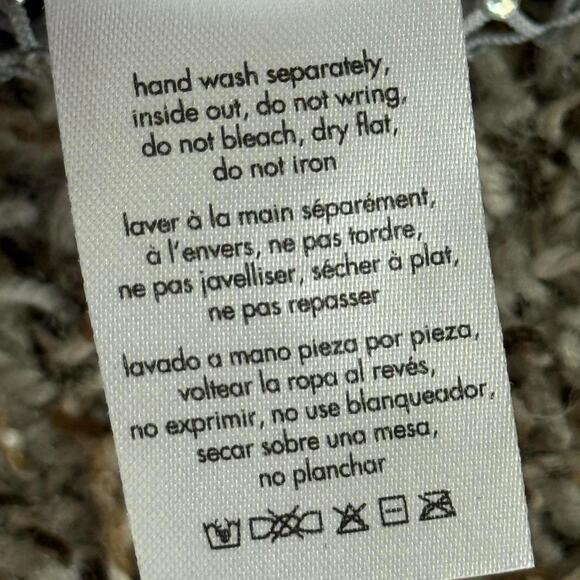 hand wash separately,
inside out, do not wring,
do not bleach, dry flat,
do not iron
laver à la main séparément,
à l'envers, ne pas tordre,
ne pas javelliser, sécher à plat,
ne pas repasser
lavado a mano pieza por pieza,
voltear la ropa al revés,
no exprimir, no use blanqueador,
secar sobre una mesa,
no planchar